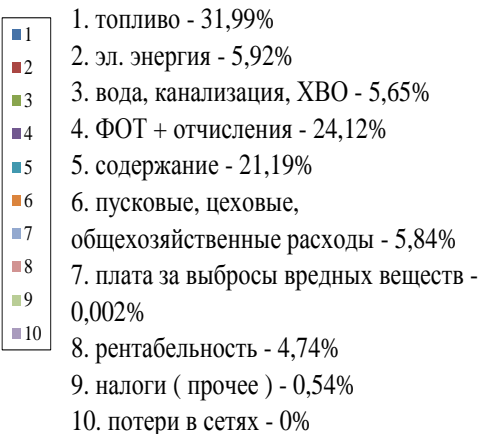 1
2
3
4
5
6
7
8
9
10
1. топливо - 31,99%
2. эл. энергия - 5,92%
3. вода, канализация, ХВО - 5,65%
4. ФОТ + отчисления - 24,12%
5. содержание - 21,19%
6. пусковые, цеховые,
общехозяйственные расходы - 5,84%
7. плата за выбросы вредных веществ -
0,002%
8. рентабельность - 4,74%
9. налоги ( прочее ) - 0,54%
10. потери в сетях - 0%